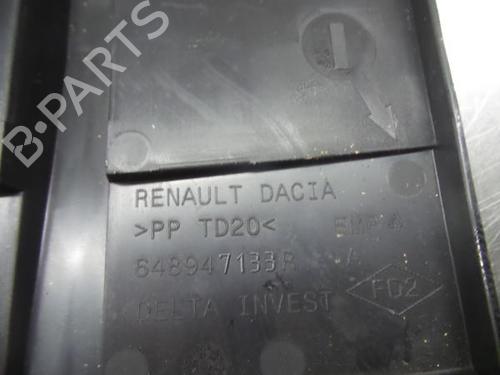 B-PARTS
RENAULT DACIA
>PP TD20<
648947133R A
DELTA INVEST FD2